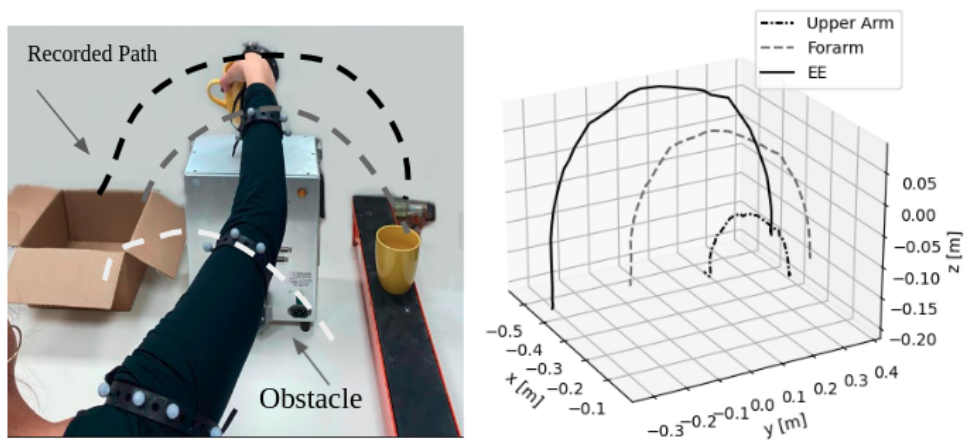 Recorded Path
Obstacle
Upper Arm
Forarm
EE
0.05
0.00
−0.05
−0.10
−0.15
−0.20
z [m]
−0.5
−0.4
−0.3
−0.2
−0.1
x [m]
−0.3
−0.2
−0.1
0.0
0.1
0.2
0.3
0.4
y [m]